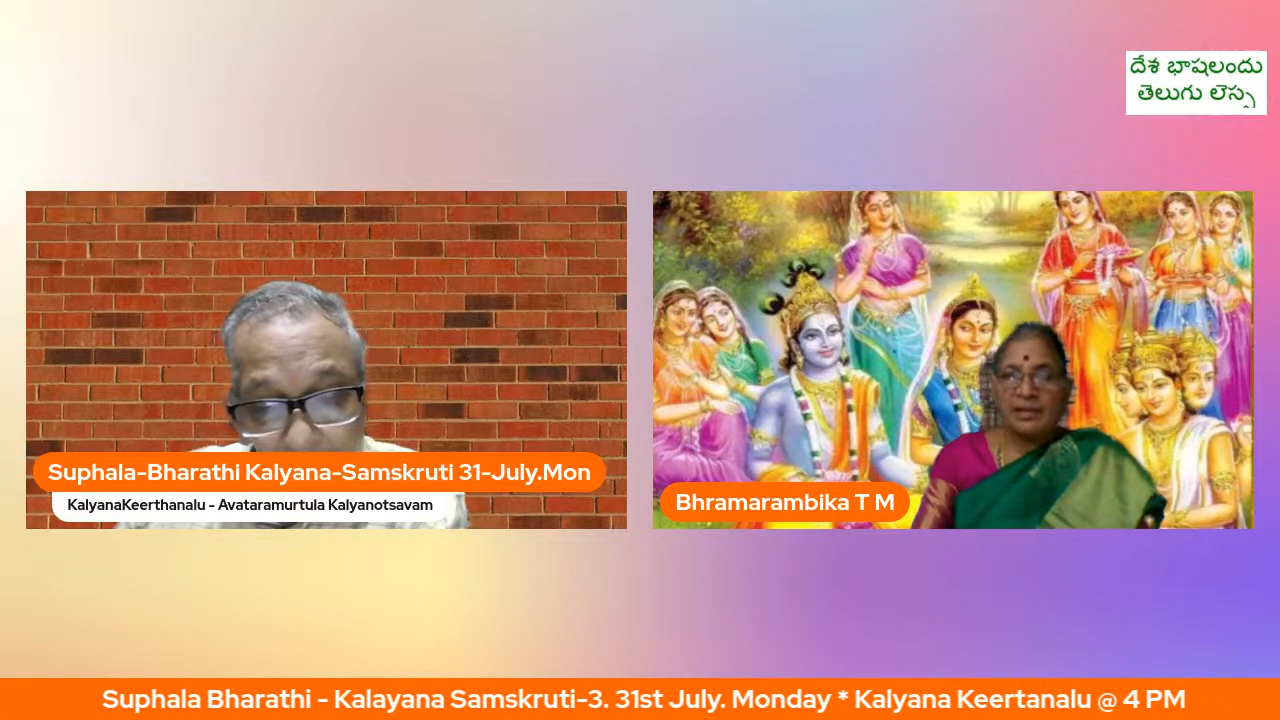 దేశ భాషలందు
తెలుగు లెస్స
Suphala-Bharathi Kalyana-Samskruti 31-July.Mon
KalyanaKeerthanalu - Avataramurtula Kalyanotsavam
Bhramarambika T M
Suphala Bharathi - Kalayana Samskruti-3. 31st July. Monday * Kalyana Keertanalu @ 4 PM